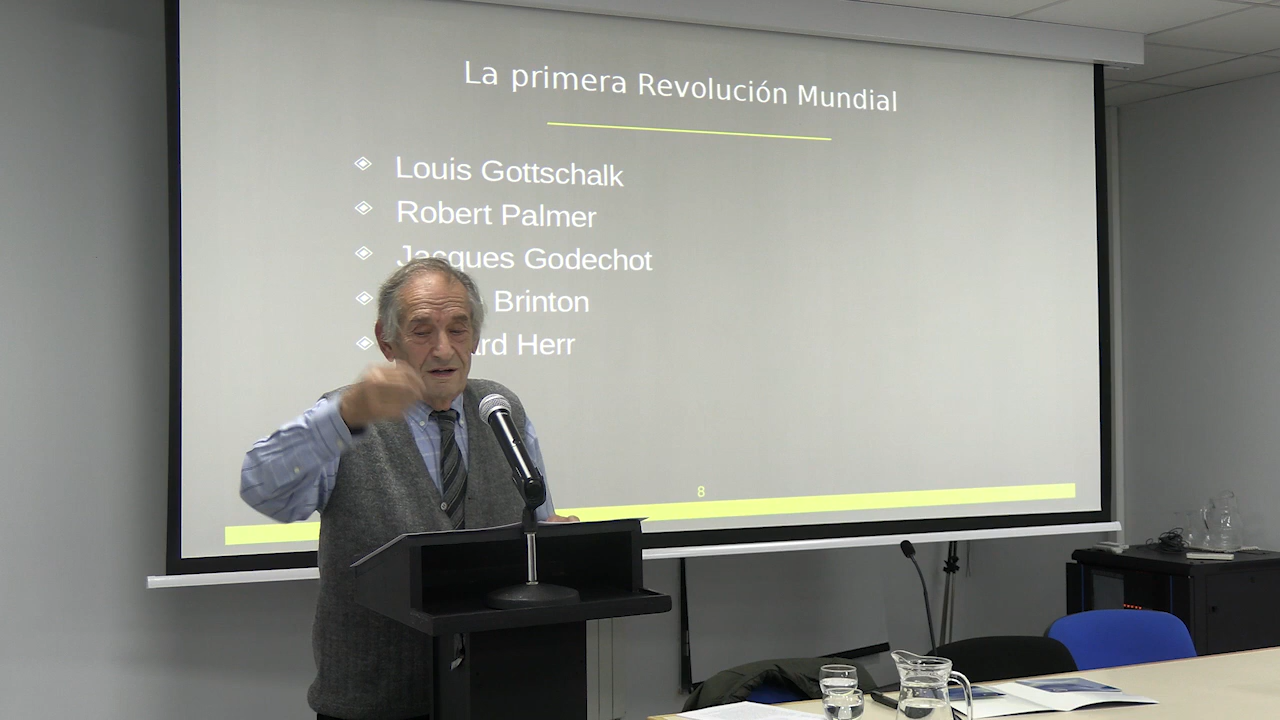 La primera Revolución Mundial
Louis Gottschalk
Robert Palmer
Jacques Godechot
Brinton
Herr
8